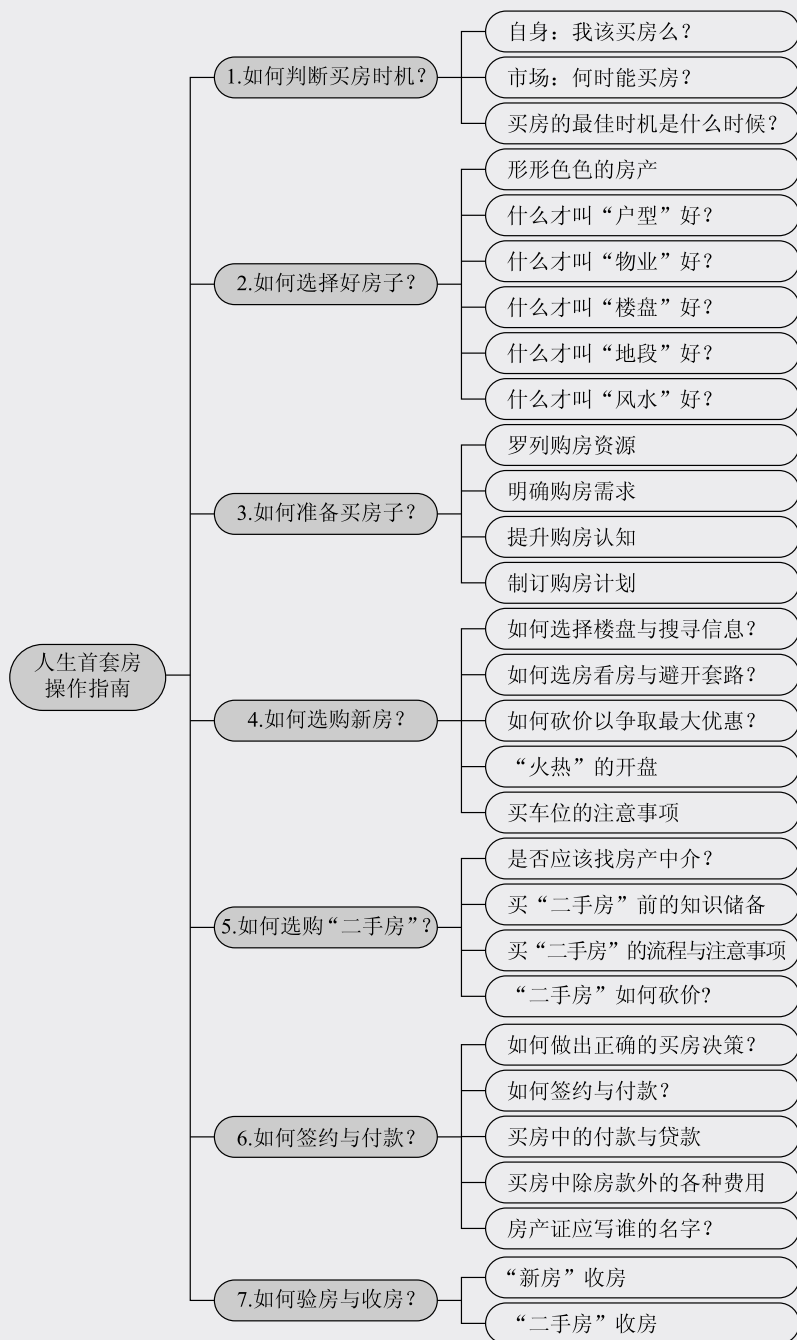 人生首套房
操作指南
1.如何判断买房时机？
自身：我该买房么？
市场：何时能买房？
买房的最佳时机是什么时候？
2.如何选择好房子？
形形色色的房产
什么才叫“户型”好？
什么才叫“物业”好？
什么才叫“楼盘”好？
什么才叫“地段”好？
什么才叫“风水”好？
3.如何准备买房子？
罗列购房资源
明确购房需求
提升购房认知
制订购房计划
4.如何选购新房？
如何选择楼盘与搜寻信息？
如何选房看房与避开套路？
如何砍价以争取最大优惠？
“火热”的开盘
买车位的注意事项
5.如何选购“二手房”？
是否应该找房产中介？
买“二手房”前的知识储备
买“二手房”的流程与注意事项
“二手房”如何砍价?
6.如何签约与付款？
如何做出正确的买房决策？
如何签约与付款？
买房中的付款与贷款
买房中除房款外的各种费用
房产证应写谁的名字？
7.如何验房与收房？
“新房”收房
“二手房”收房